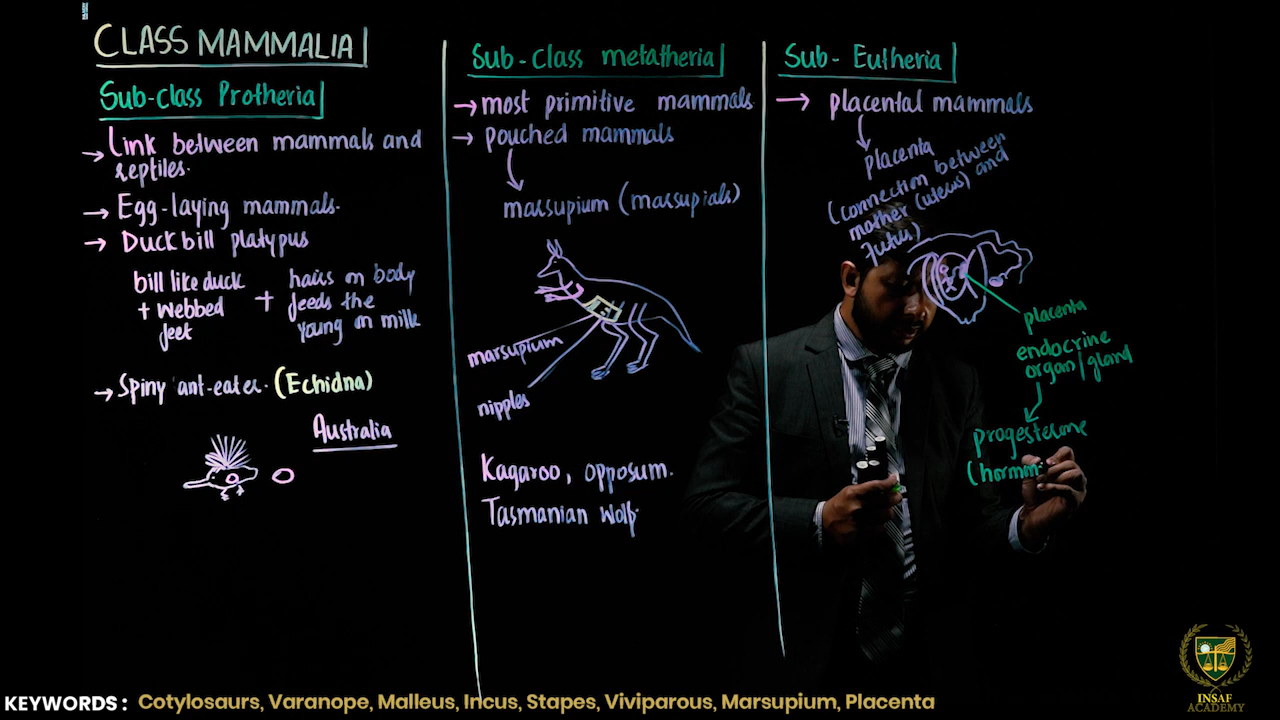 CLASS MAMMALIA
Sub-class Protheria
→ Link between mammals and
reptiles.
→ Egg-laying mammals.
→ Duckbill platypus
bill like duck
+ webbed
feet
+
hairs on body
feeds the
young on milk
→ Spiny ant-eater. (Echidna)
Australia
Sub-Class metatheria
→ most primitive mammals.
→ pouched mammals
marsupium (marsupials)
marsupium
nipples
Kagaroo, opposum.
Tasmanian wolf.
Sub- Eutheria
→ placental mammals
placenta
(connection between
mother (uterus) and
Futus)
placenta
endocrine
organ/gland
progesterone
(hormon
KEYWORDS : Cotylosaurs, Varanope, Malleus, Incus, Stapes, Viviparous, Marsupium, Placenta
INSAF
ACADEMY